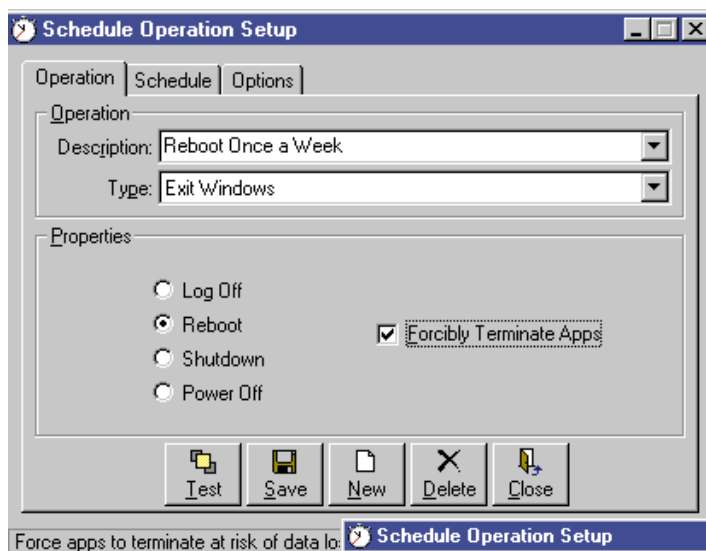 Schedule Operation Setup
Operation Schedule Options
Operation
Description: Reboot Once a Week
Type: Exit Windows
Properties
Log Off
Reboot
Forcibly Terminate Apps
Shutdown
Power Off
Test Save New Delete Close
Force apps to terminate at risk of data
Schedule Operation Setup